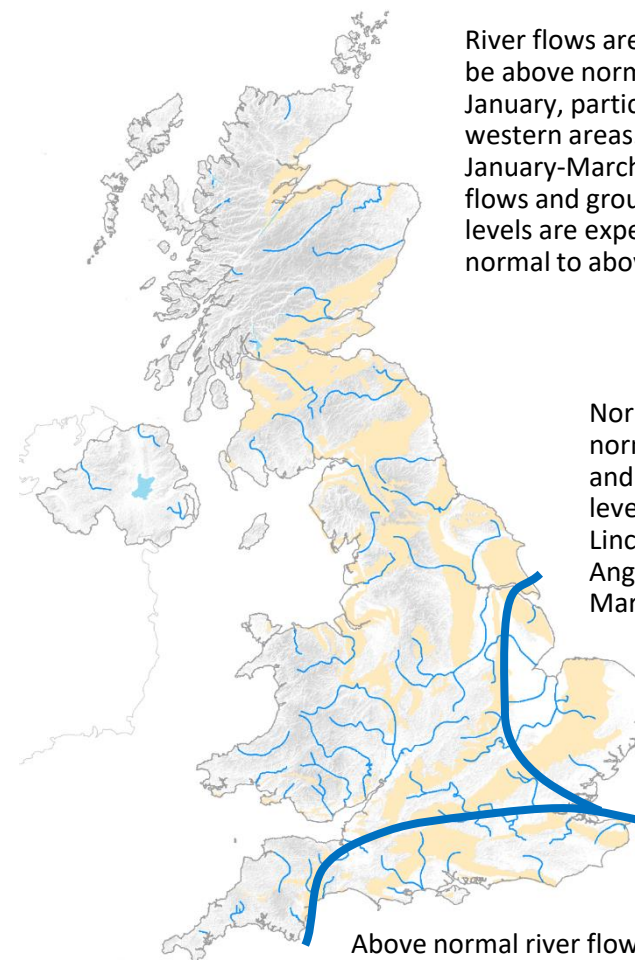 River flows are
be above norm
January, partic
western areas
January-March
flows and grou
levels are expe
normal to abov
Nor
norm
and
leve
Linc
Ang
Mar
Above normal river flow